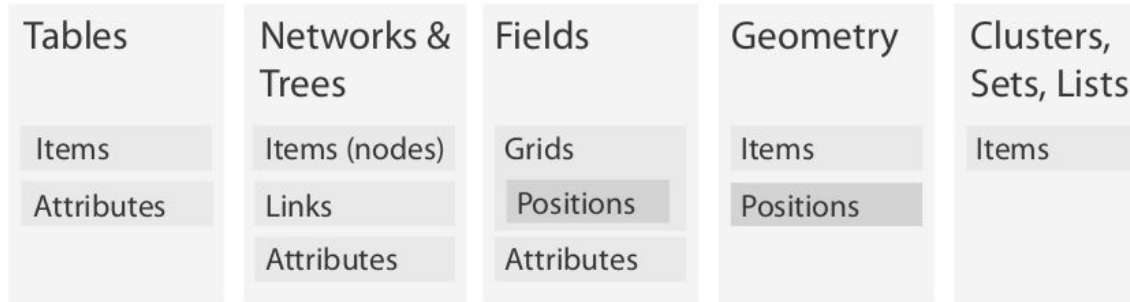 Tables
Items
Attributes
Networks &
Trees
Items (nodes)
Links
Attributes
Fields
Grids
Positions
Attributes
Geometry
Items
Positions
Clusters,
Sets, Lists
Items